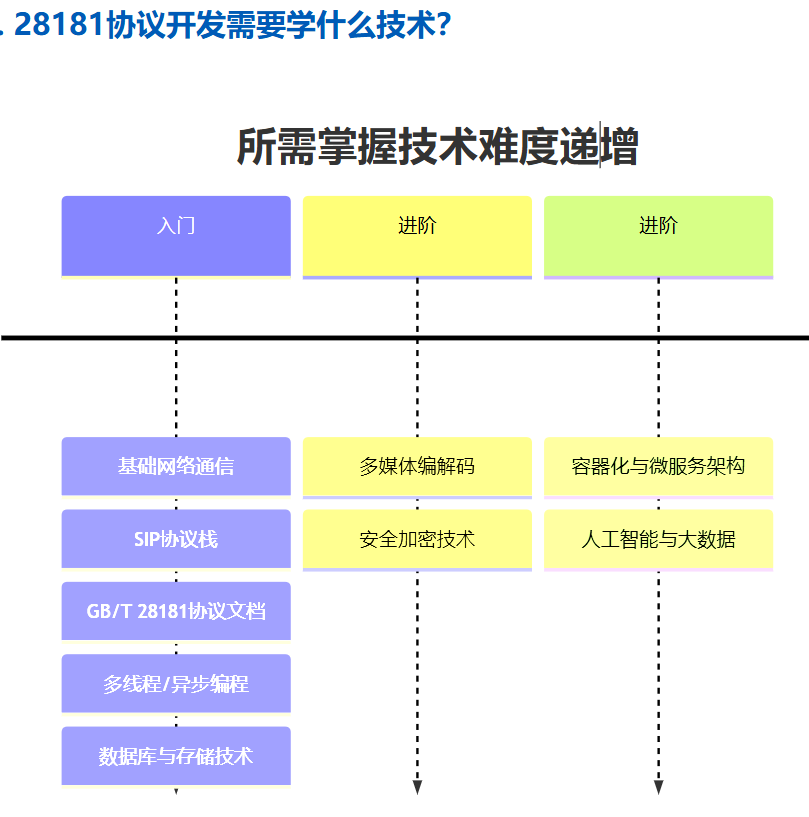 . 28181协议开发需要学什么技术?
所需掌握技术难度递增
入门
进阶
进阶
基础网络通信
多媒体编解码
容器化与微服务架构
SIP协议栈
安全加密技术
人工智能与大数据
GB/T 28181协议文档
多线程/异步编程
数据库与存储技术